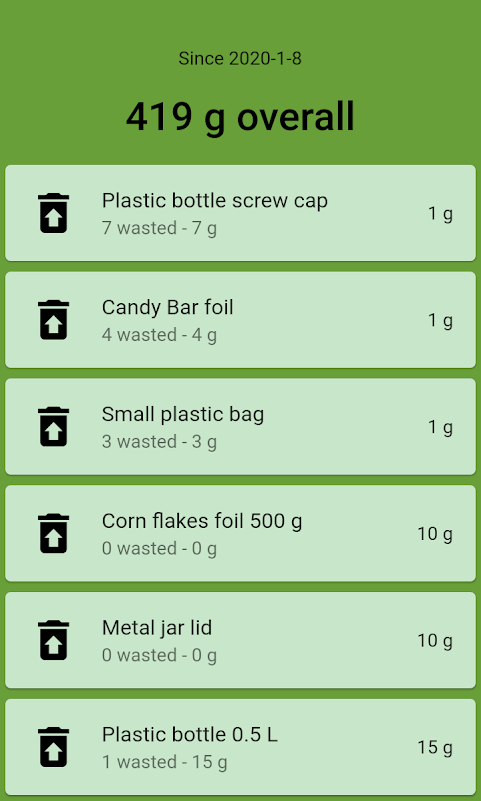 Since 2020-1-8
419 g overall
Plastic bottle screw cap
7 wasted - 7 g
1 g
Candy Bar foil
4 wasted - 4 g
1 g
Small plastic bag
3 wasted - 3 g
1 g
Corn flakes foil 500 g
0 wasted - 0 g
10 g
Metal jar lid
0 wasted - 0 g
10 g
Plastic bottle 0.5 L
1 wasted - 15 g
15 g